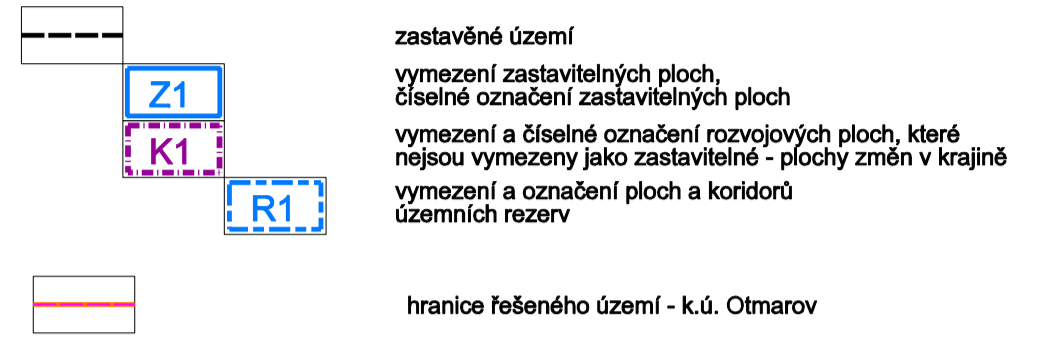 zastavěné území
Z1
vymezení zastavitelných ploch,
číselné označení zastavitelných ploch
K1
vymezení a číselné označení rozvojových ploch, které
nejsou vymezeny jako zastavitelné - plochy změn v krajině
R1
vymezení a označení ploch a koridorů
územních rezerv
hranice řešeného území - k.ú. Otmarov